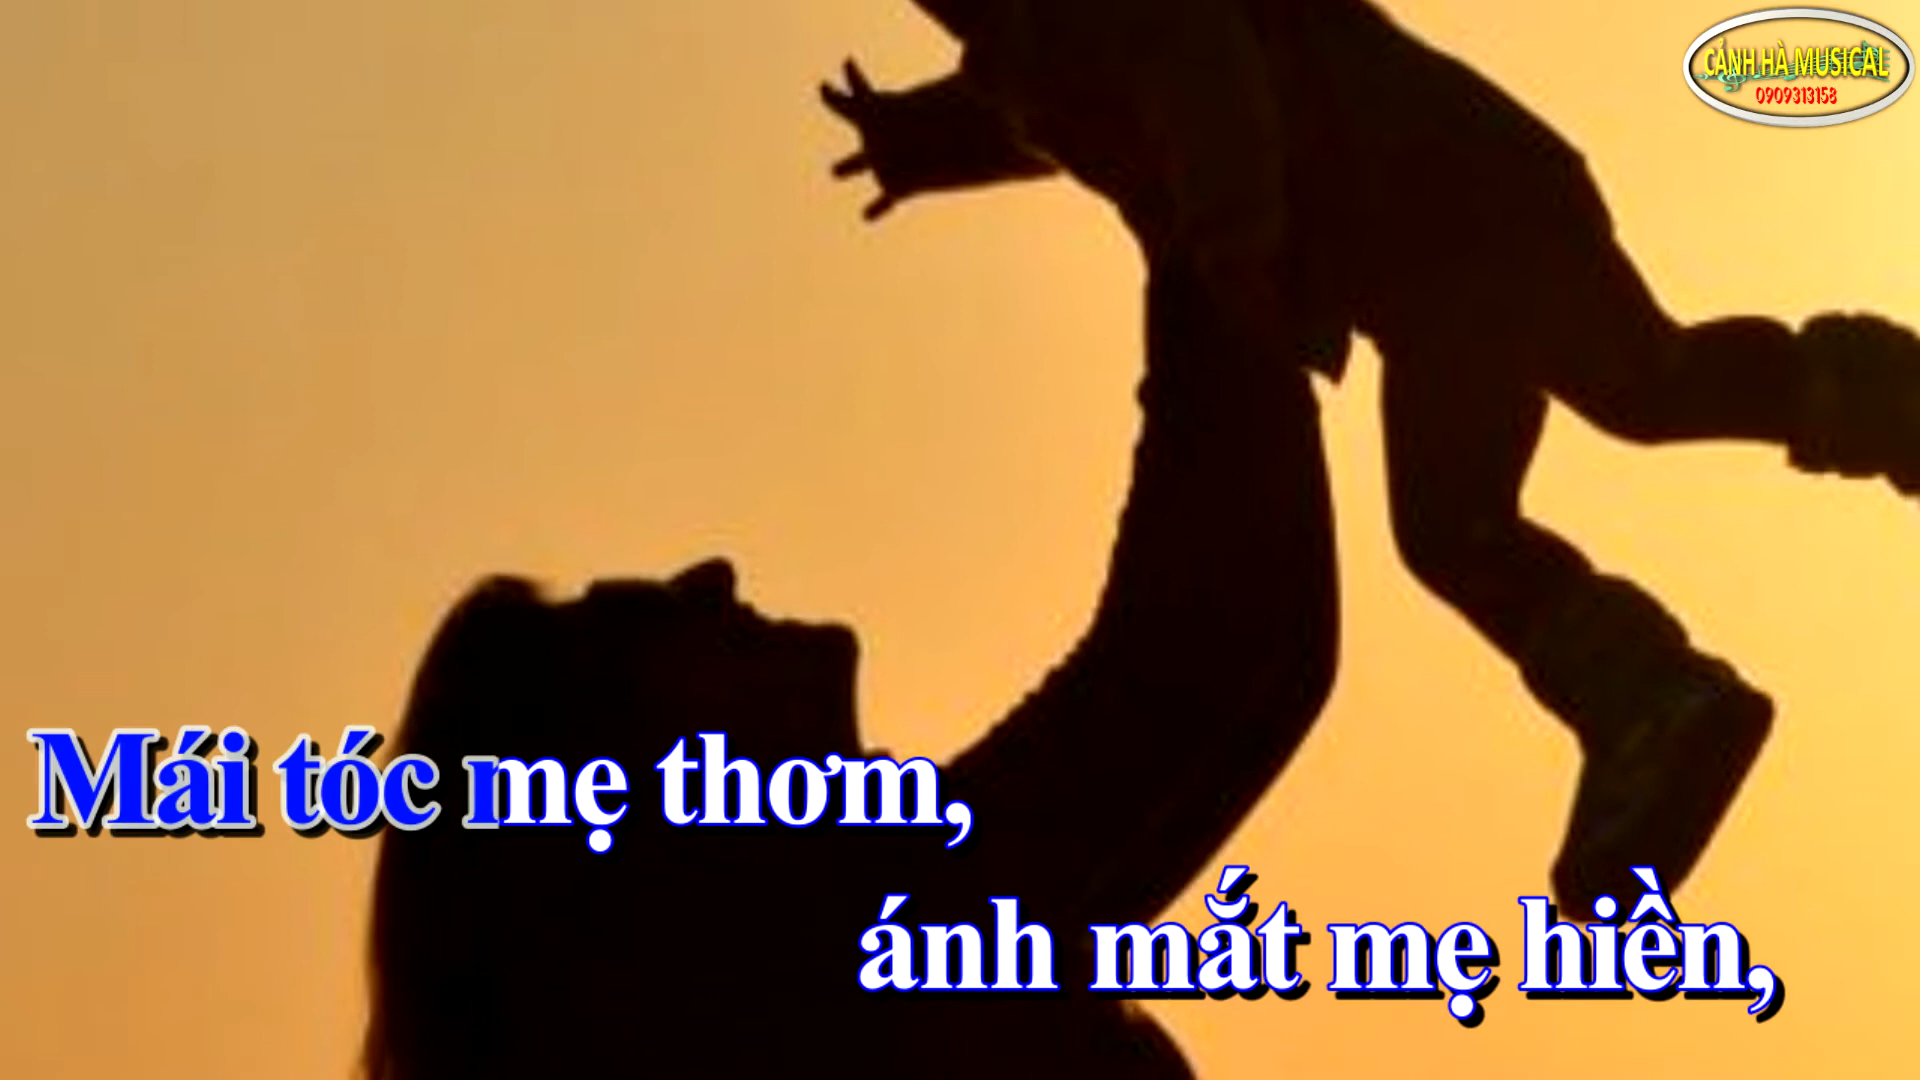 CẢNH HÀ MUSICAL
0909313158
Mái tóc mẹ thơm,
ánh mắt mẹ hiền,